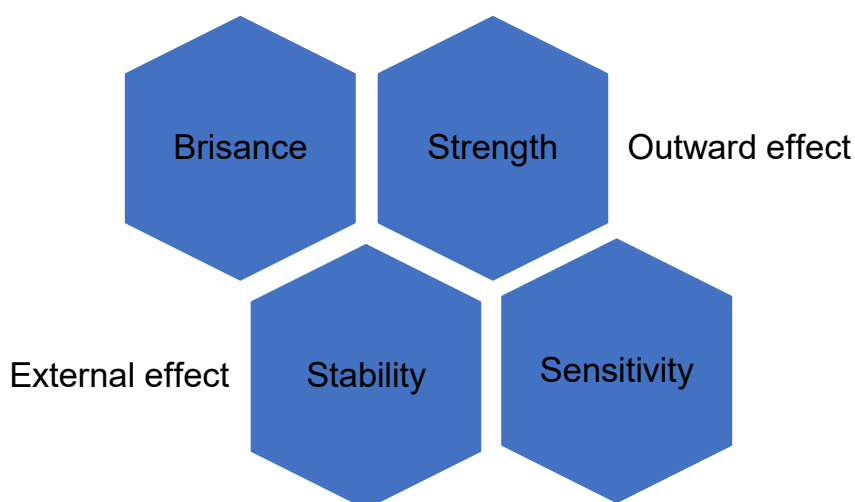 Brisance
Strength
Outward effect
External effect
Stability
Sensitivity